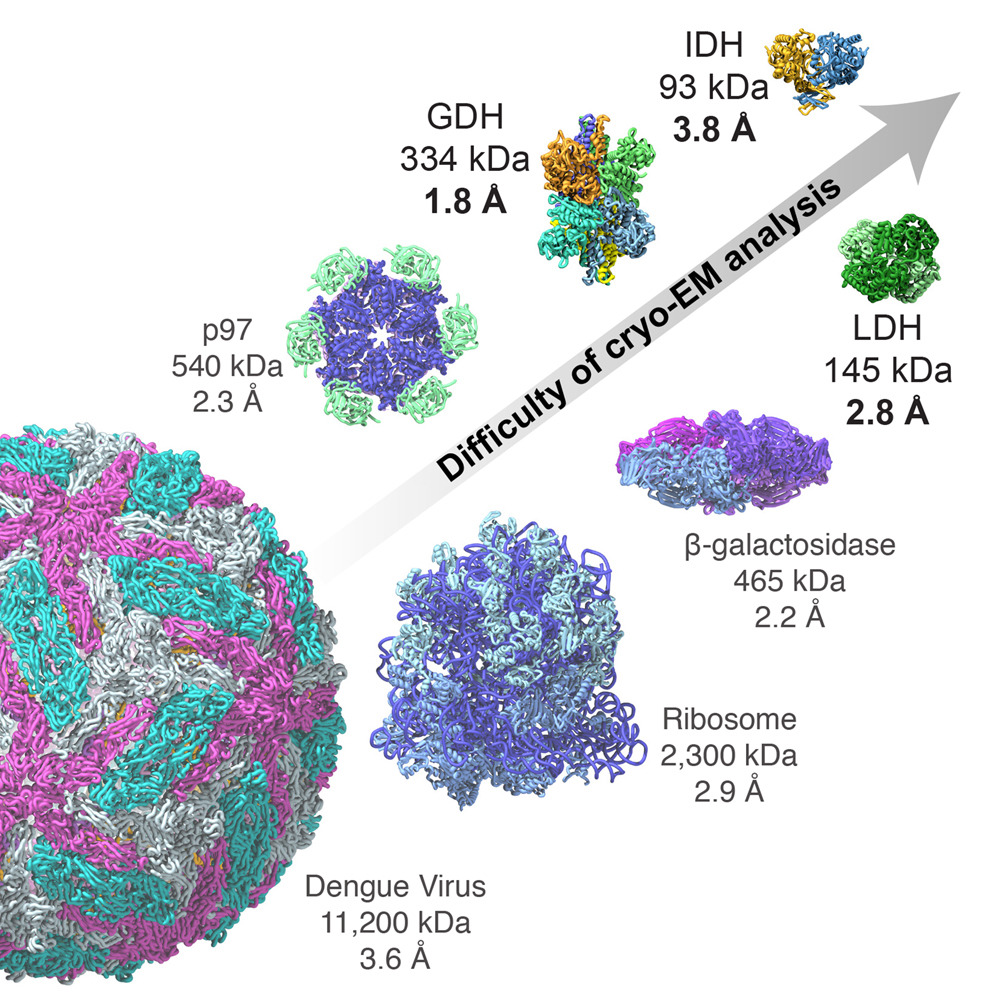 IDH
93 kDa
3.8 Å
GDH
334 kDa
1.8 Å
Difficulty of cryo-EM analysis
LDH
145 kDa
2.8 Å
p97
540 kDa
2.3 Å
β-galactosidase
465 kDa
2.2 Å
Ribosome
2,300 kDa
2.9 Å
Dengue Virus
11,200 kDa
3.6 Å